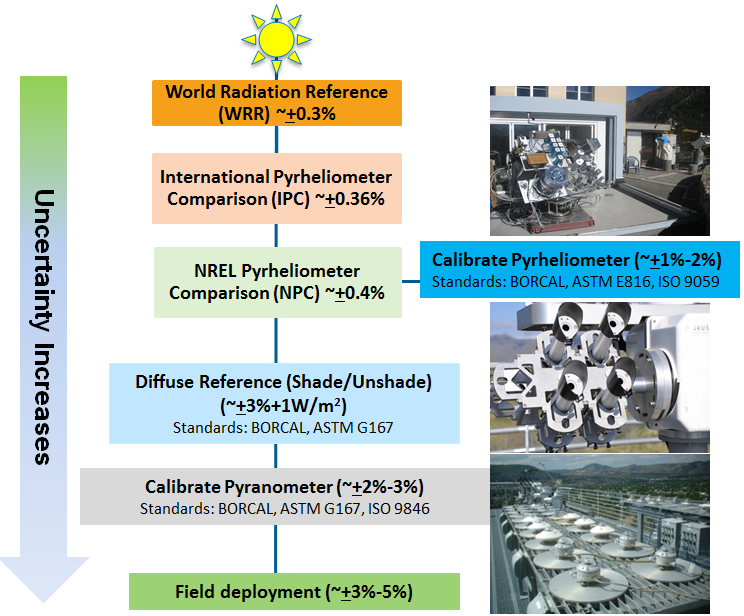 World Radiation Reference
(WRR) ~±0.3%
International Pyrheliometer
Comparison (IPC) ~±0.36%
NREL Pyrheliometer
Comparison (NPC) ~±0.4%
Calibrate Pyrheliometer (~±1%-2%)
Standards: BORCAL, ASTM E816, ISO 9059
Diffuse Reference (Shade/Unshade)
(~±3%+1W/m²)
Standards: BORCAL, ASTM G167
Calibrate Pyranometer (~±2%-3%)
Standards: BORCAL, ASTM G167, ISO 9846
Field deployment (~±3%-5%)
Uncertainty Increases